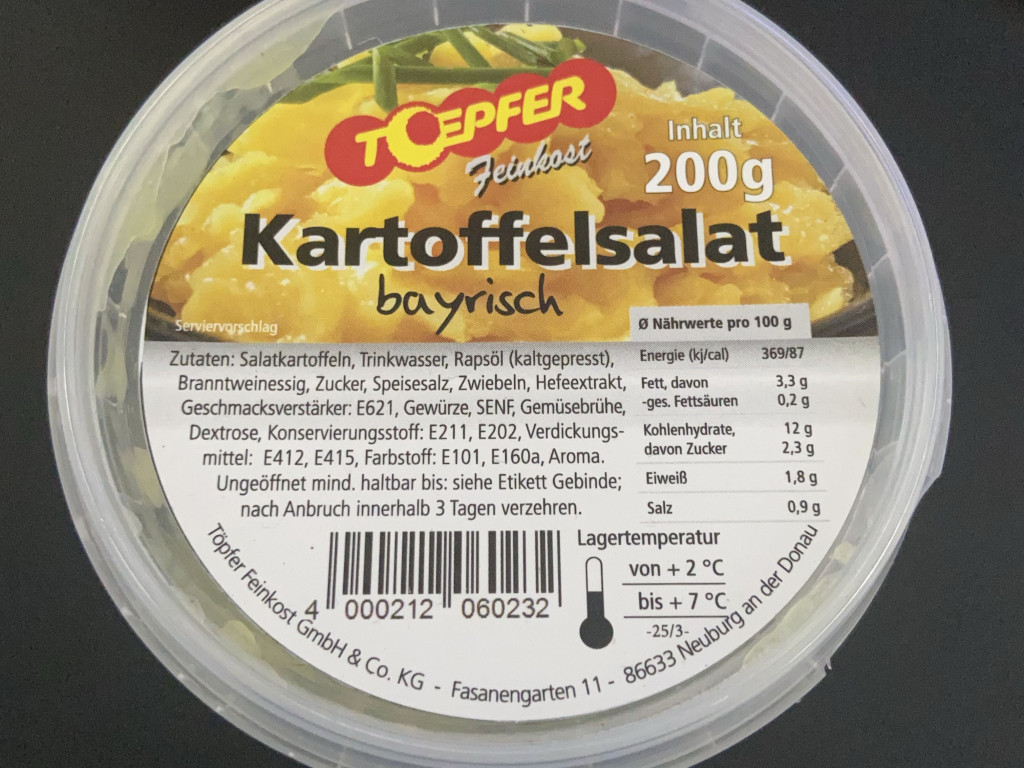 TOEPFER
Feinkost
Inhalt
200g
Kartoffelsalat
bayrisch
Serviervorschlag
Zutaten: Salatkartoffeln, Trinkwasser, Rapsöl (kaltgepresst),
Branntweinessig, Zucker, Speisesalz, Zwiebeln, Hefeextrakt,
Geschmacksverstärker: E621, Gewürze, SENF, Gemüsebrühe,
Dextrose, Konservierungsstoff: E211, E202, Verdickungs-
mittel: E412, E415, Farbstoff: E101, E160a, Aroma.
Ungeöffnet mind. haltbar bis: siehe Etikett Gebinde;
nach Anbruch innerhalb 3 Tagen verzehren.
Ø Nährwerte pro 100 g
Energie (kj/cal) 369/87
Fett, davon 3,3 g
-ges. Fettsäuren 0,2 g
Kohlenhydrate, 12 g
davon Zucker 2,3 g
Eiweiß 1,8 g
Salz 0,9 g
Lagertemperatur
von + 2 °C
bis + 7 °C
-25/3-
4 000212 060232
Töpfer Feinkost GmbH & Co. KG - Fasanengarten 11 - 86633 Neuburg an der Donau